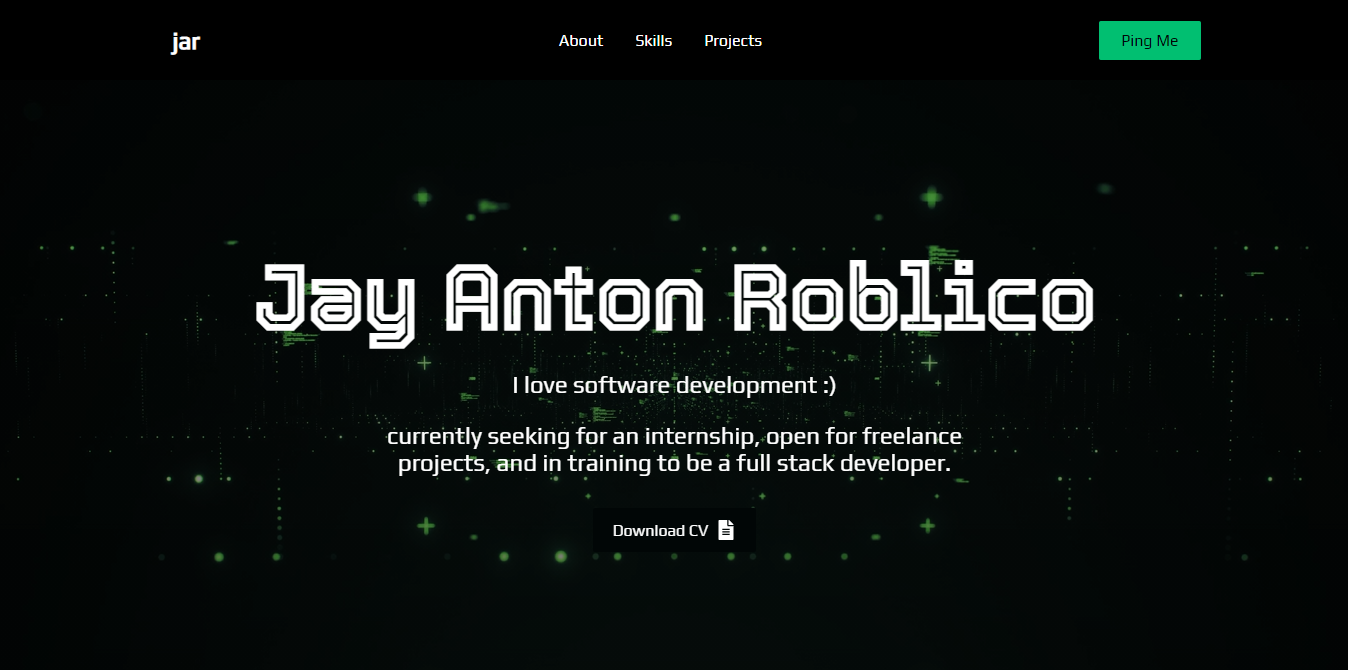 jar
About Skills Projects
Ping Me
Jay Anton Roblico
I love software development :)
currently seeking for an internship, open for freelance
projects, and in training to be a full stack developer.
Download CV